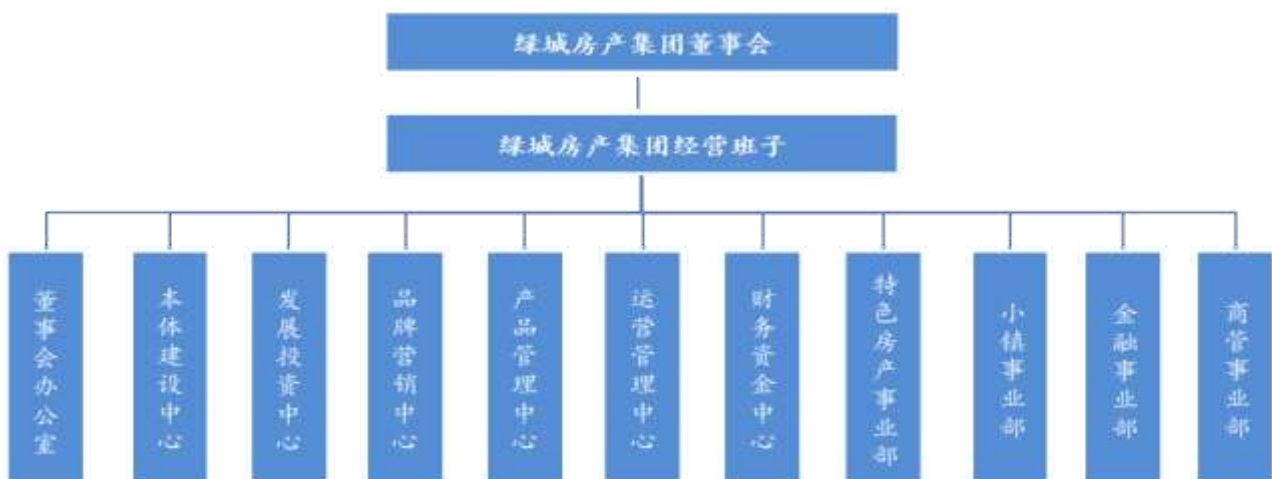 绿城房产集团董事会
绿城房产集团经营班子
董事会办公室
本体建设中心
发展投资中心
品牌营销中心
产品管理中心
运营管理中心
财务资金中心
特色房产事业部
小镇事业部
金融事业部
商管事业部